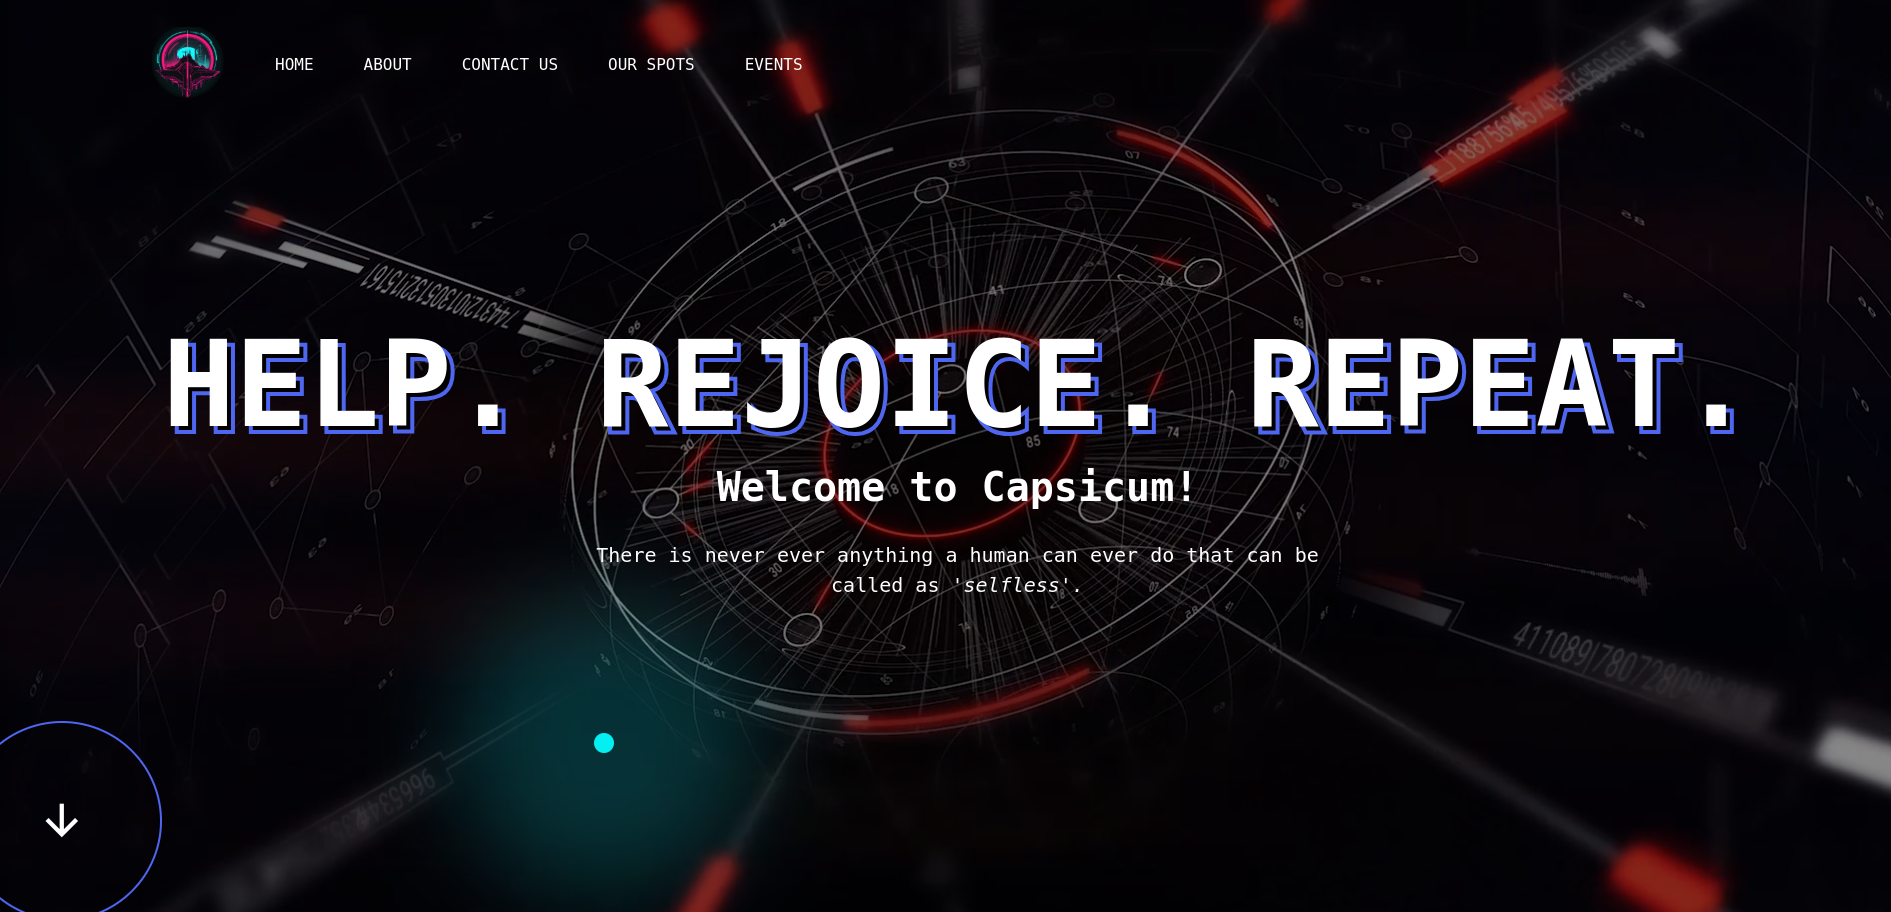 HOME ABOUT CONTACT US OUR SPOTS EVENTS
HELP. REJOICE. REPEAT.
Welcome to Capsicum!
There is never ever anything a human can ever do that can be
called as 'selfless'.